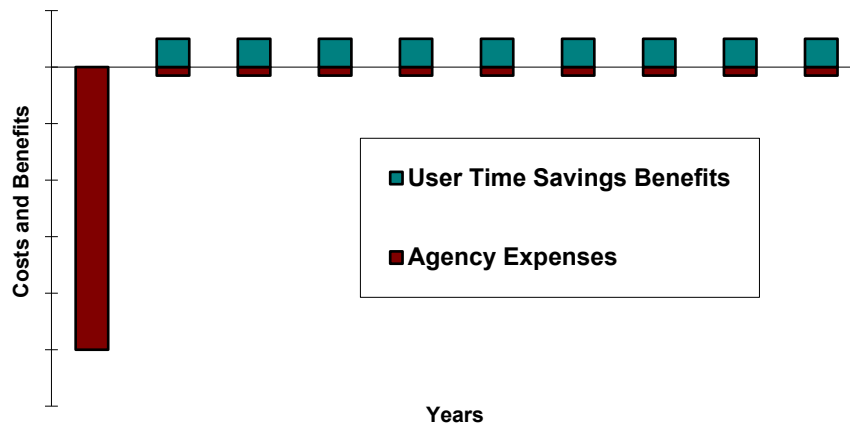 Costs and Benefits
User Time Savings Benefits
Agency Expenses
Years